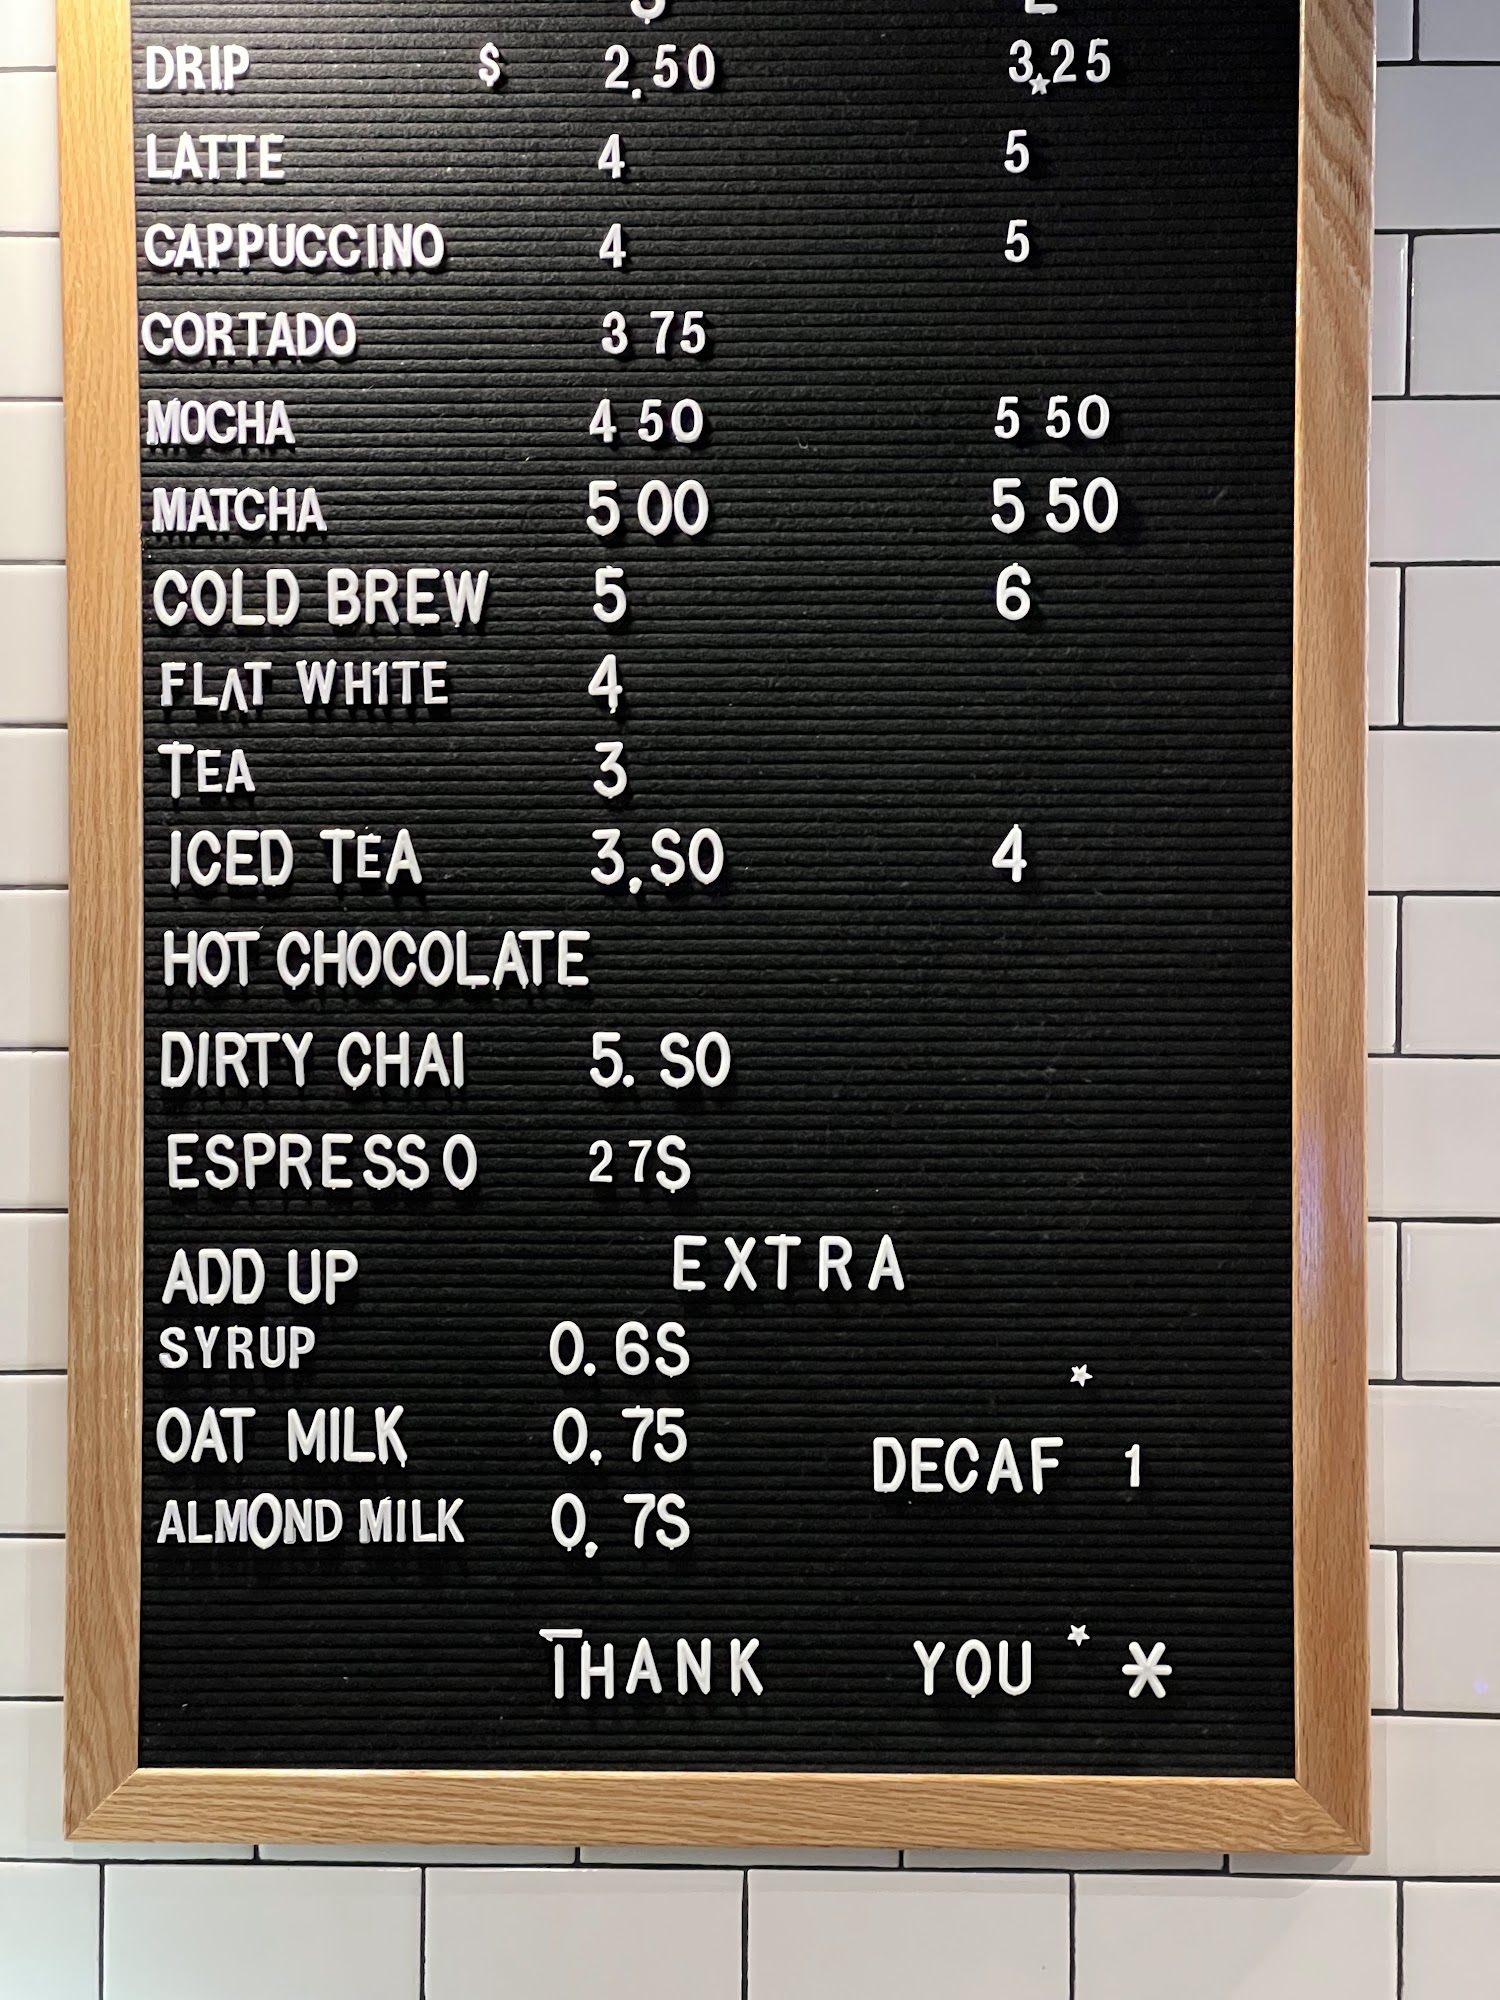 S L
DRIP $ 2.50 3.25
LATTE 4 5
CAPPUCCINO 4 5
CORTADO 3 75
MOCHA 4 50 5 50
MATCHA 5 00 5 50
COLD BREW 5 6
FLAT WH1TE 4
TEA 3
ICED TEA 3.SO 4
HOT CHOCOLATE
DIRTY CHAI 5. SO
ESPRESSO 2 7S
ADD UP EXTRA
SYRUP 0. 6S
OAT MILK 0. 75
DECAF 1
ALMOND MILK 0. 7S
THANK YOU *